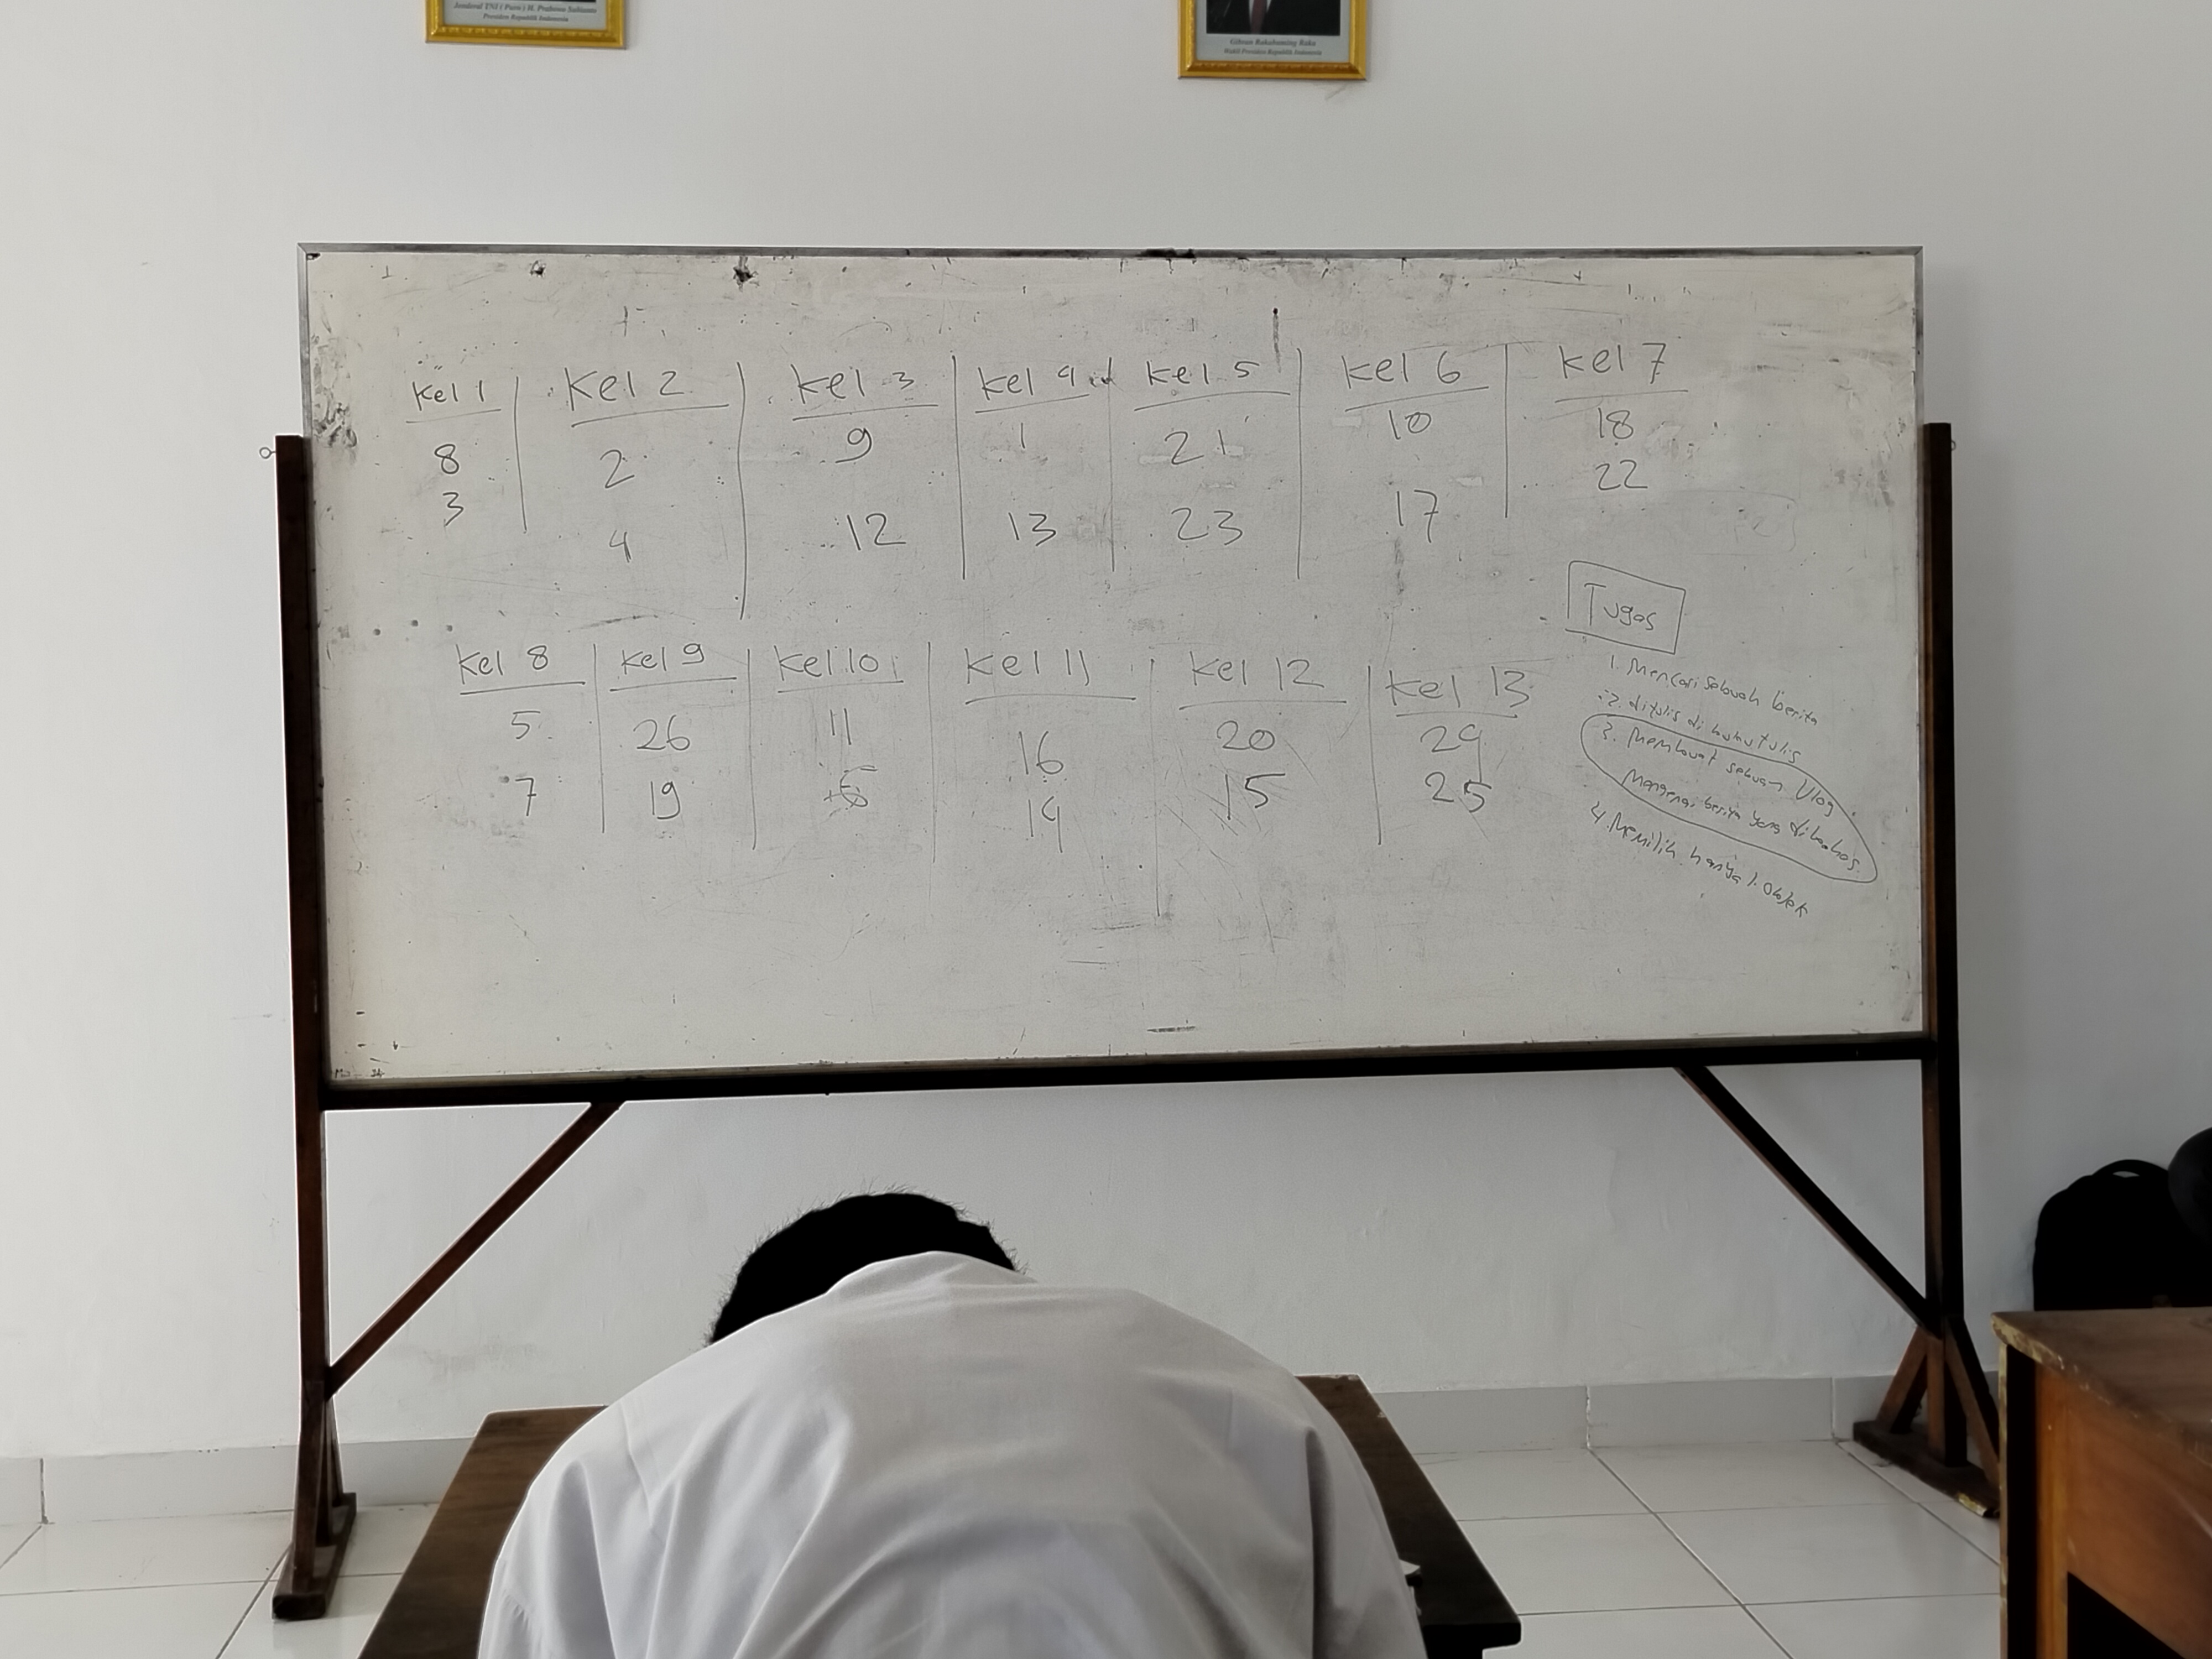 Jenderal TNI (Purn) H. Prabowo Subianto
Presiden Republik Indonesia
Gibran Rakabuming Raka
Wakil Presiden Republik Indonesia
Kel 1 Kel 2 Kel 3 Kel 4 Kel 5 Kel 6 Kel 7
8 2 9 1 21 10 18
3 4 12 13 23 17 22
Kel 8 Kel 9 Kel 10 Kel 11 Kel 12 Kel 13
5 26 11 16 20 24
7 19 6 14 15 25
Tugas
1. Mencari sebuah berita
2. ditulis di buku tulis
3. Membuat sebuah Vlog
Mengenai berita yang dibahas.
4. Memilih hanya 1 Objek